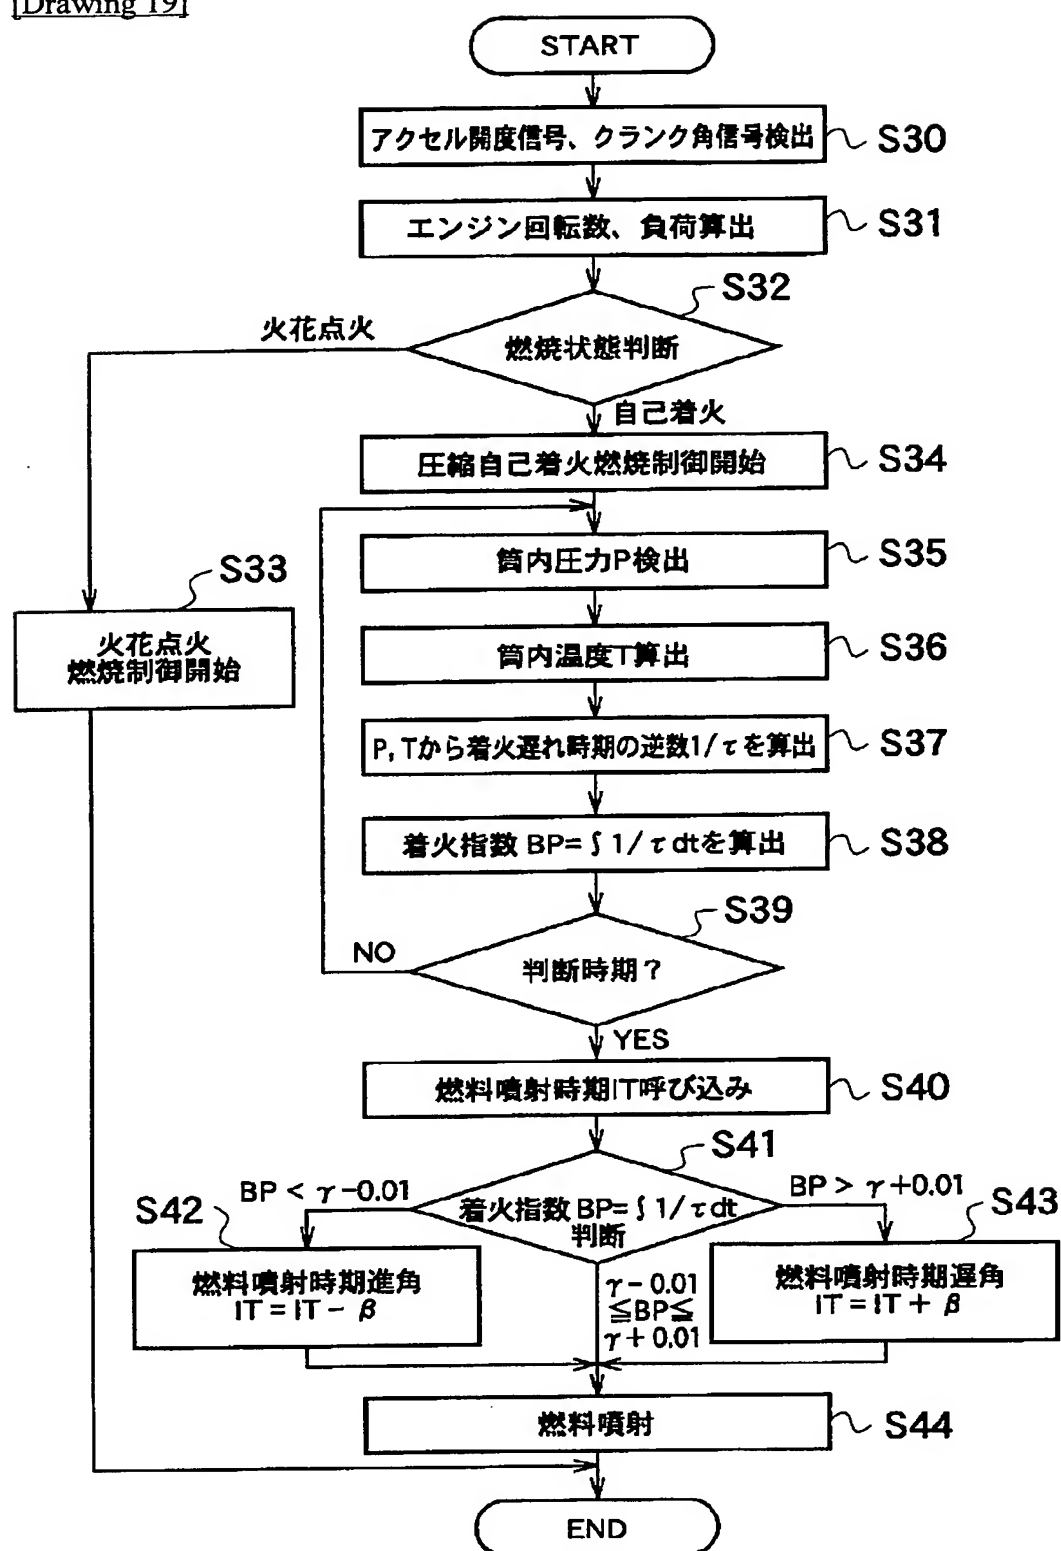 [Drawing 19]
START
アクセル開度信号、クランク角信号検出
S30
エンジン回転数、負荷算出
S31
S32
火花点火
燃焼状態判断
自己着火
圧縮自己着火燃焼制御開始
S34
筒内圧力P検出
S35
S33
火花点火
燃焼制御開始
筒内温度T算出
S36
P, Tから着火遅れ時期の逆数1/τを算出
S37
着火指数 BP=∫1/τdtを算出
S38
S39
NO
判断時期?
YES
燃料噴射時期IT呼び込み
S40
S41
BP < γ-0.01
BP > γ+0.01
着火指数 BP=∫1/τdt
判断
S42
S43
燃料噴射時期進角
IT = IT - β
γ-0.01
≦BP≦
γ+0.01
燃料噴射時期遅角
IT = IT + β
燃料噴射
S44
END